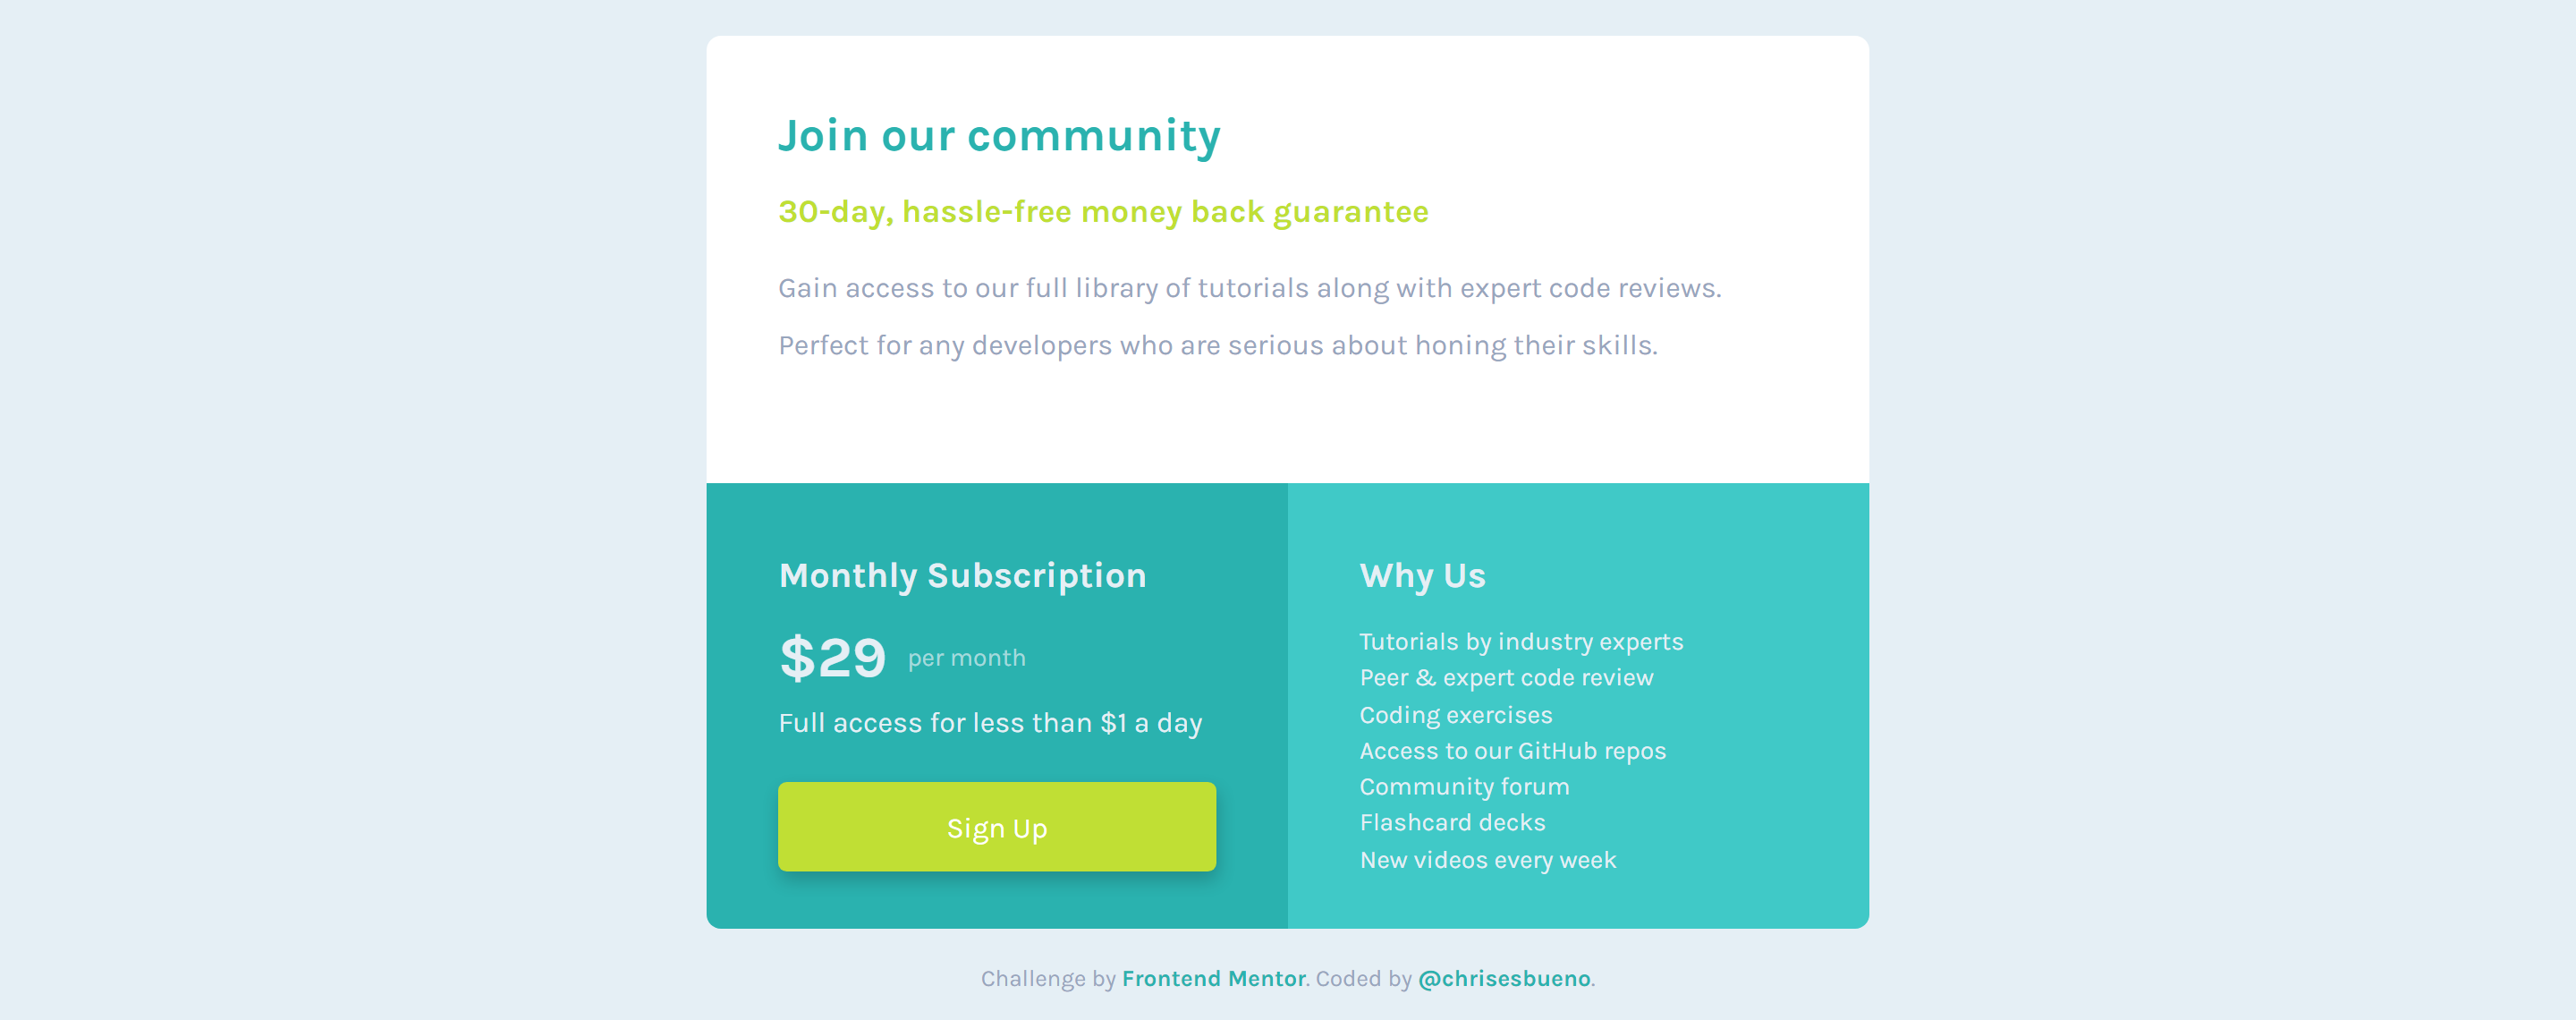 Join our community
30-day, hassle-free money back guarantee
Gain access to our full library of tutorials along with expert code reviews.
Perfect for any developers who are serious about honing their skills.
Monthly Subscription
$29 per month
Full access for less than $1 a day
Sign Up
Why Us
Tutorials by industry experts
Peer & expert code review
Coding exercises
Access to our GitHub repos
Community forum
Flashcard decks
New videos every week
Challenge by Frontend Mentor. Coded by @chrisesbueno.